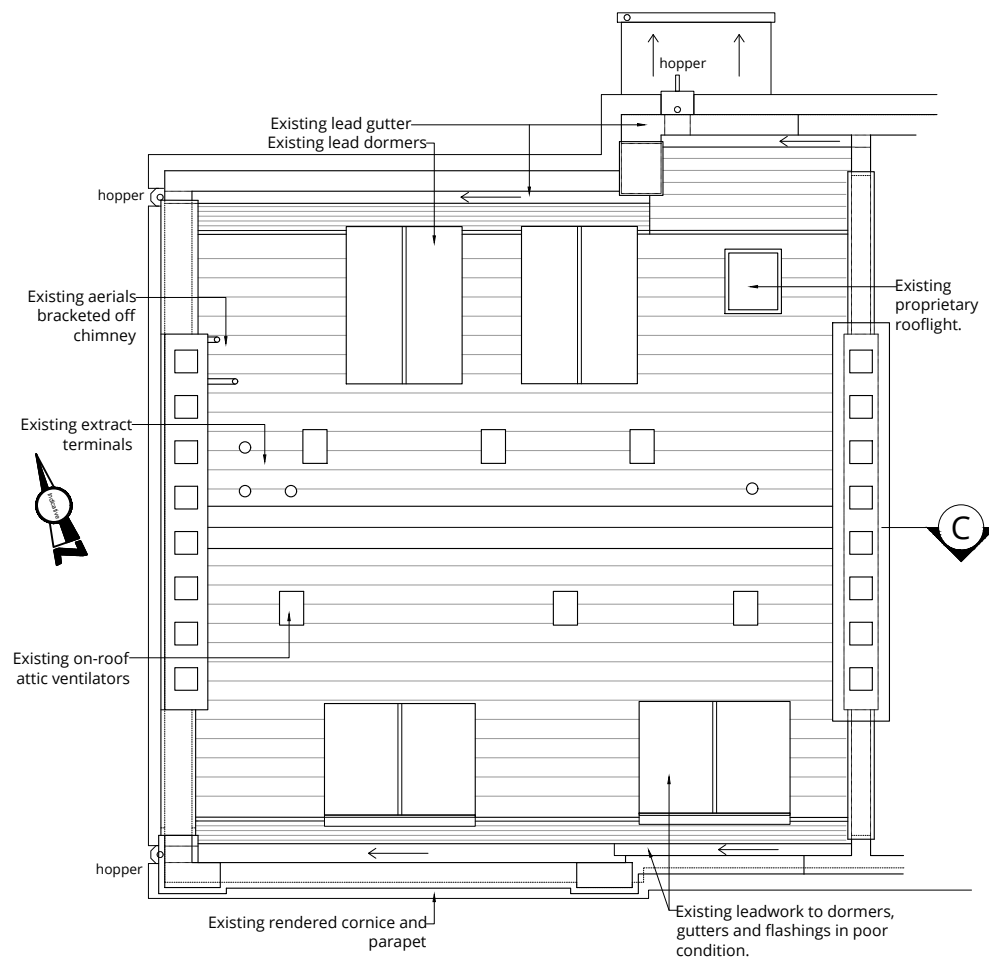 hopper
Existing lead gutter
Existing lead dormers
hopper
Existing aerials
bracketed off
chimney
Existing
proprietary
rooflight.
Existing extract
terminals
Indicative
N
C
Existing on-roof
attic ventilators
hopper
Existing rendered cornice and
parapet
Existing leadwork to dormers,
gutters and flashings in poor
condition.